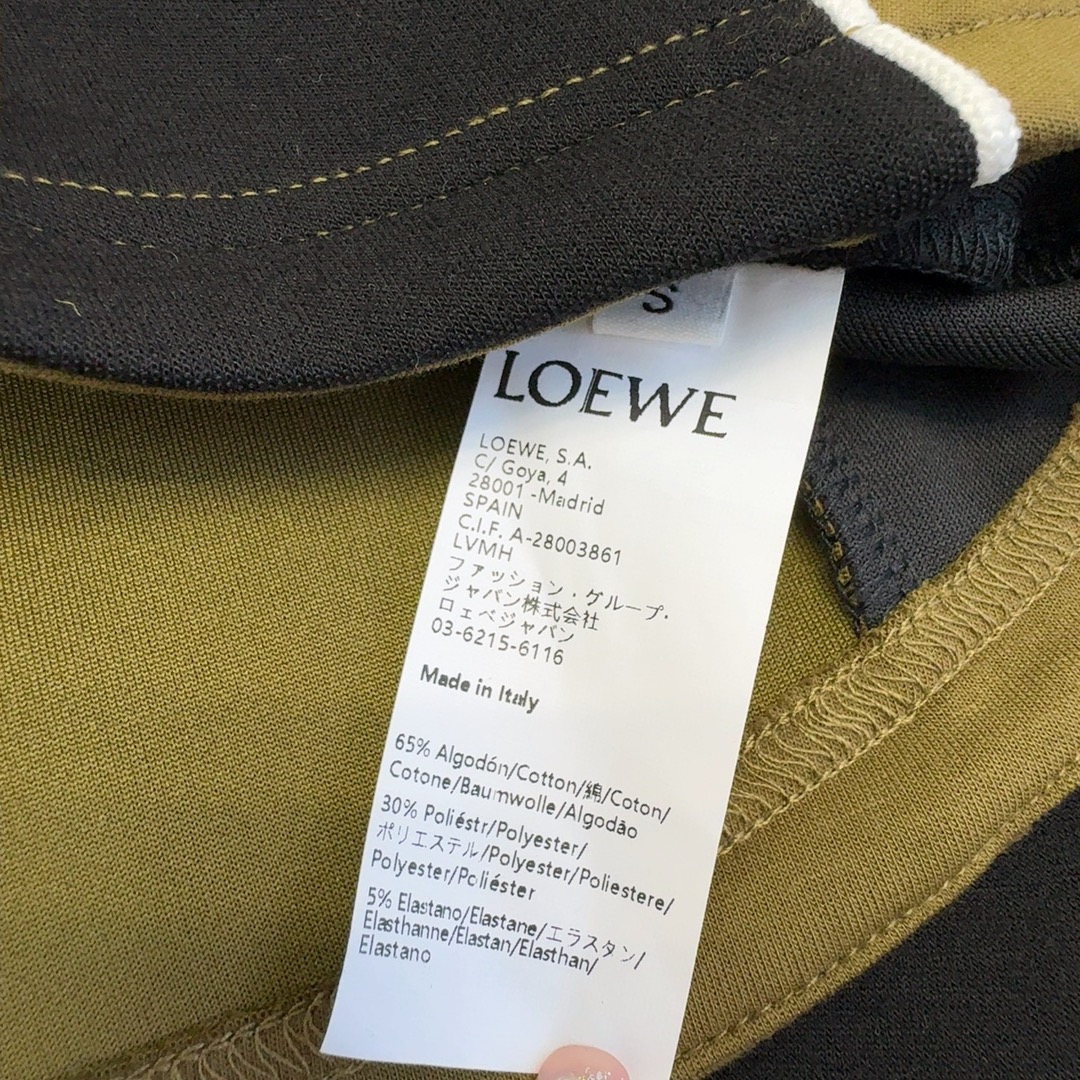 S
LOEWE
LOEWE, S.A.
C/ Goya, 4
28001 -Madrid
SPAIN
C.I.F. A-28003861
LVMH
ファッション・グループ・
ジャパン株式会社
ロエベジャパン
03-6215-6116
Made in Italy
65% Algodón/Cotton/綿/Coton/
Cotone/Baumwolle/Algodão
30% Poliéstr/Polyester/
ポリエステル/Polyester/Poliestere/
Polyester/Poliéster
5% Elastano/Elastane/エラスタン/
Elasthanne/Elastan/Elasthan/
Elastano